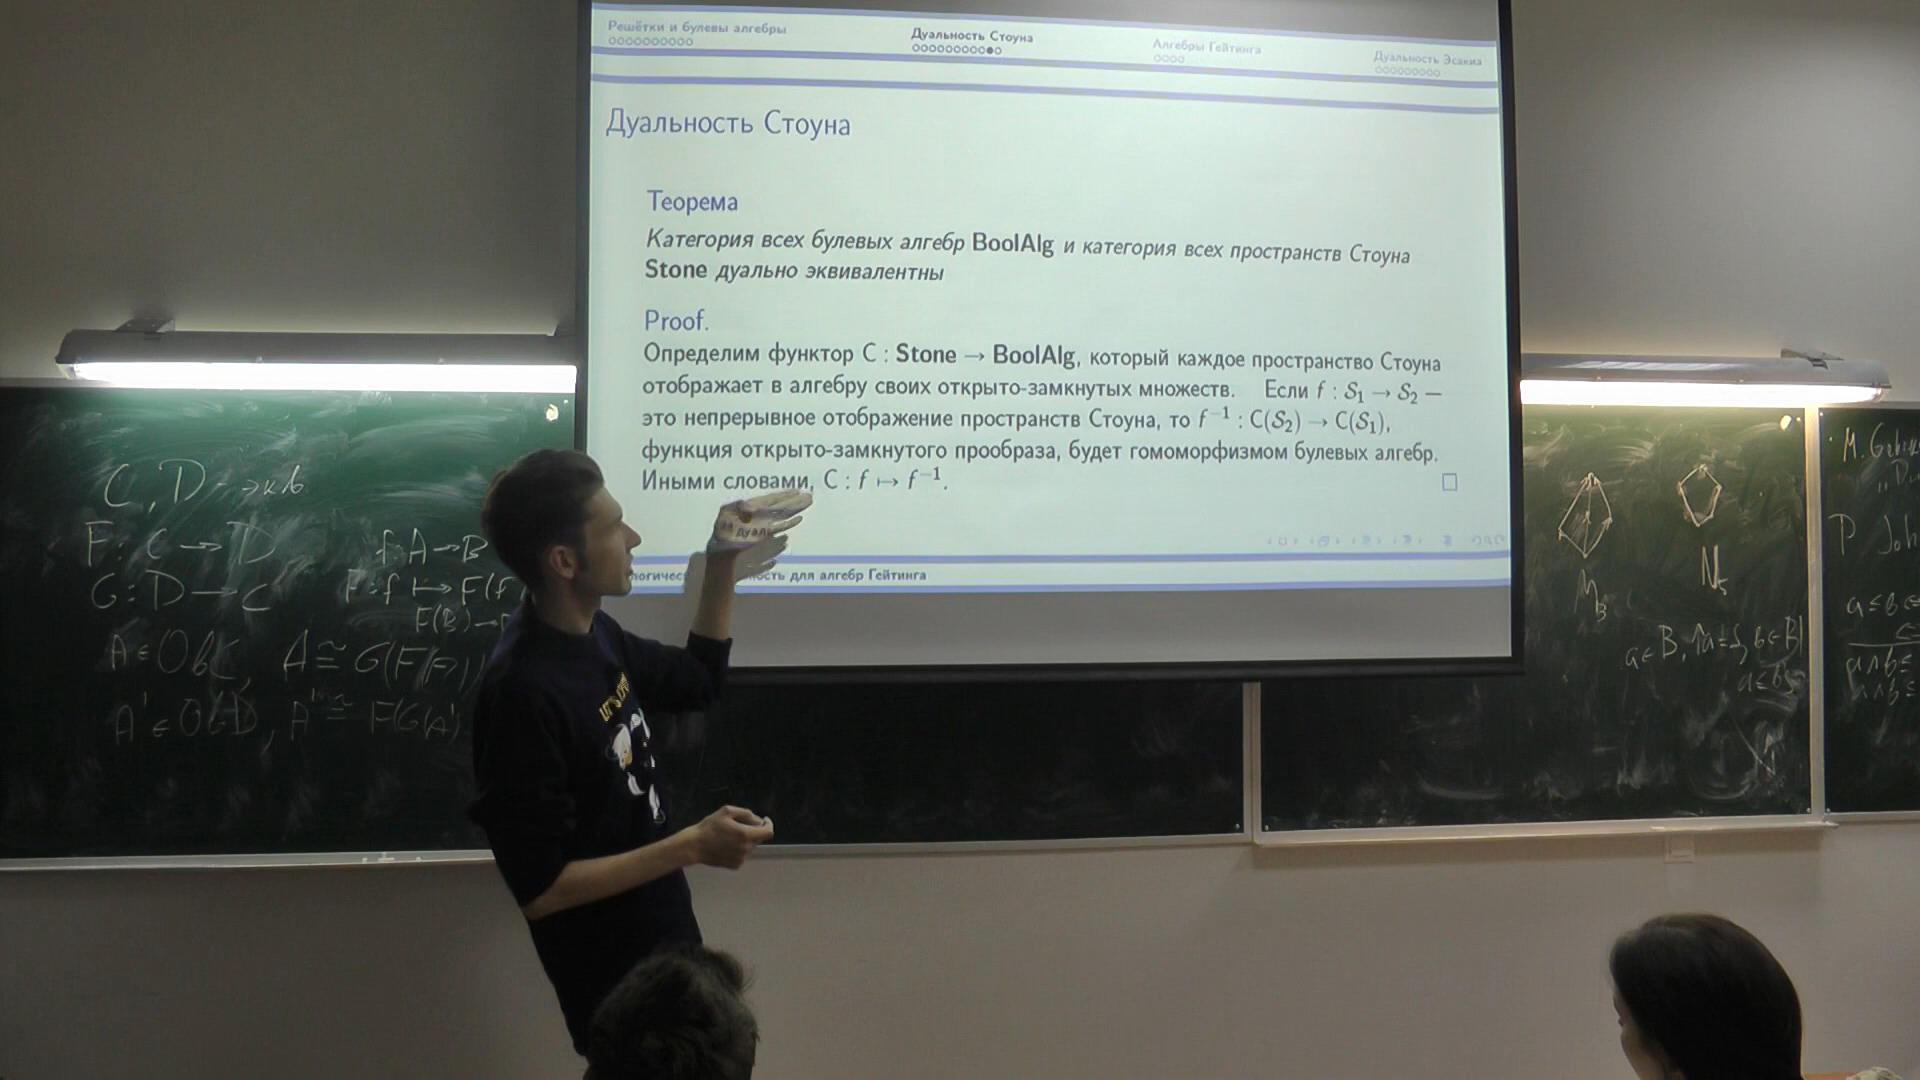 Решётки и булевы алгебры
Дуальность Стоуна
Алгебры Гейтинга
Дуальность Эсакиа
Дуальность Стоуна
Теорема
Категория всех булевых алгебр BoolAlg и категория всех пространств Стоуна
Stone дуально эквивалентны
Proof.
Определим функтор C : Stone → BoolAlg, который каждое пространство Стоуна
отображает в алгебру своих открыто-замкнутых множеств. Если f : S₁ → S₂ —
это непрерывное отображение пространств Стоуна, то f⁻¹ : C(S₂) → C(S₁),
функция открыто-замкнутого прообраза, будет гомоморфизмом булевых алгебр.
Иными словами, C : f ↦ f⁻¹.
для алгебр Гейтинга
C, D - экв.
F: C → D
G: D → C
A ∈ Ob C, A ≅ G(F(A))
A' ∈ Ob D, A' ≅ F(G(A'))
f: A → B
F: f ↦ F(f
F(B) →
M₃
N₅
a ∈ B, ↑a = { b ∈ B |
a ≤ b }
M.
P. Joh
a ≤ b ≤
a ∧ b ≤
a ∧ b ≤